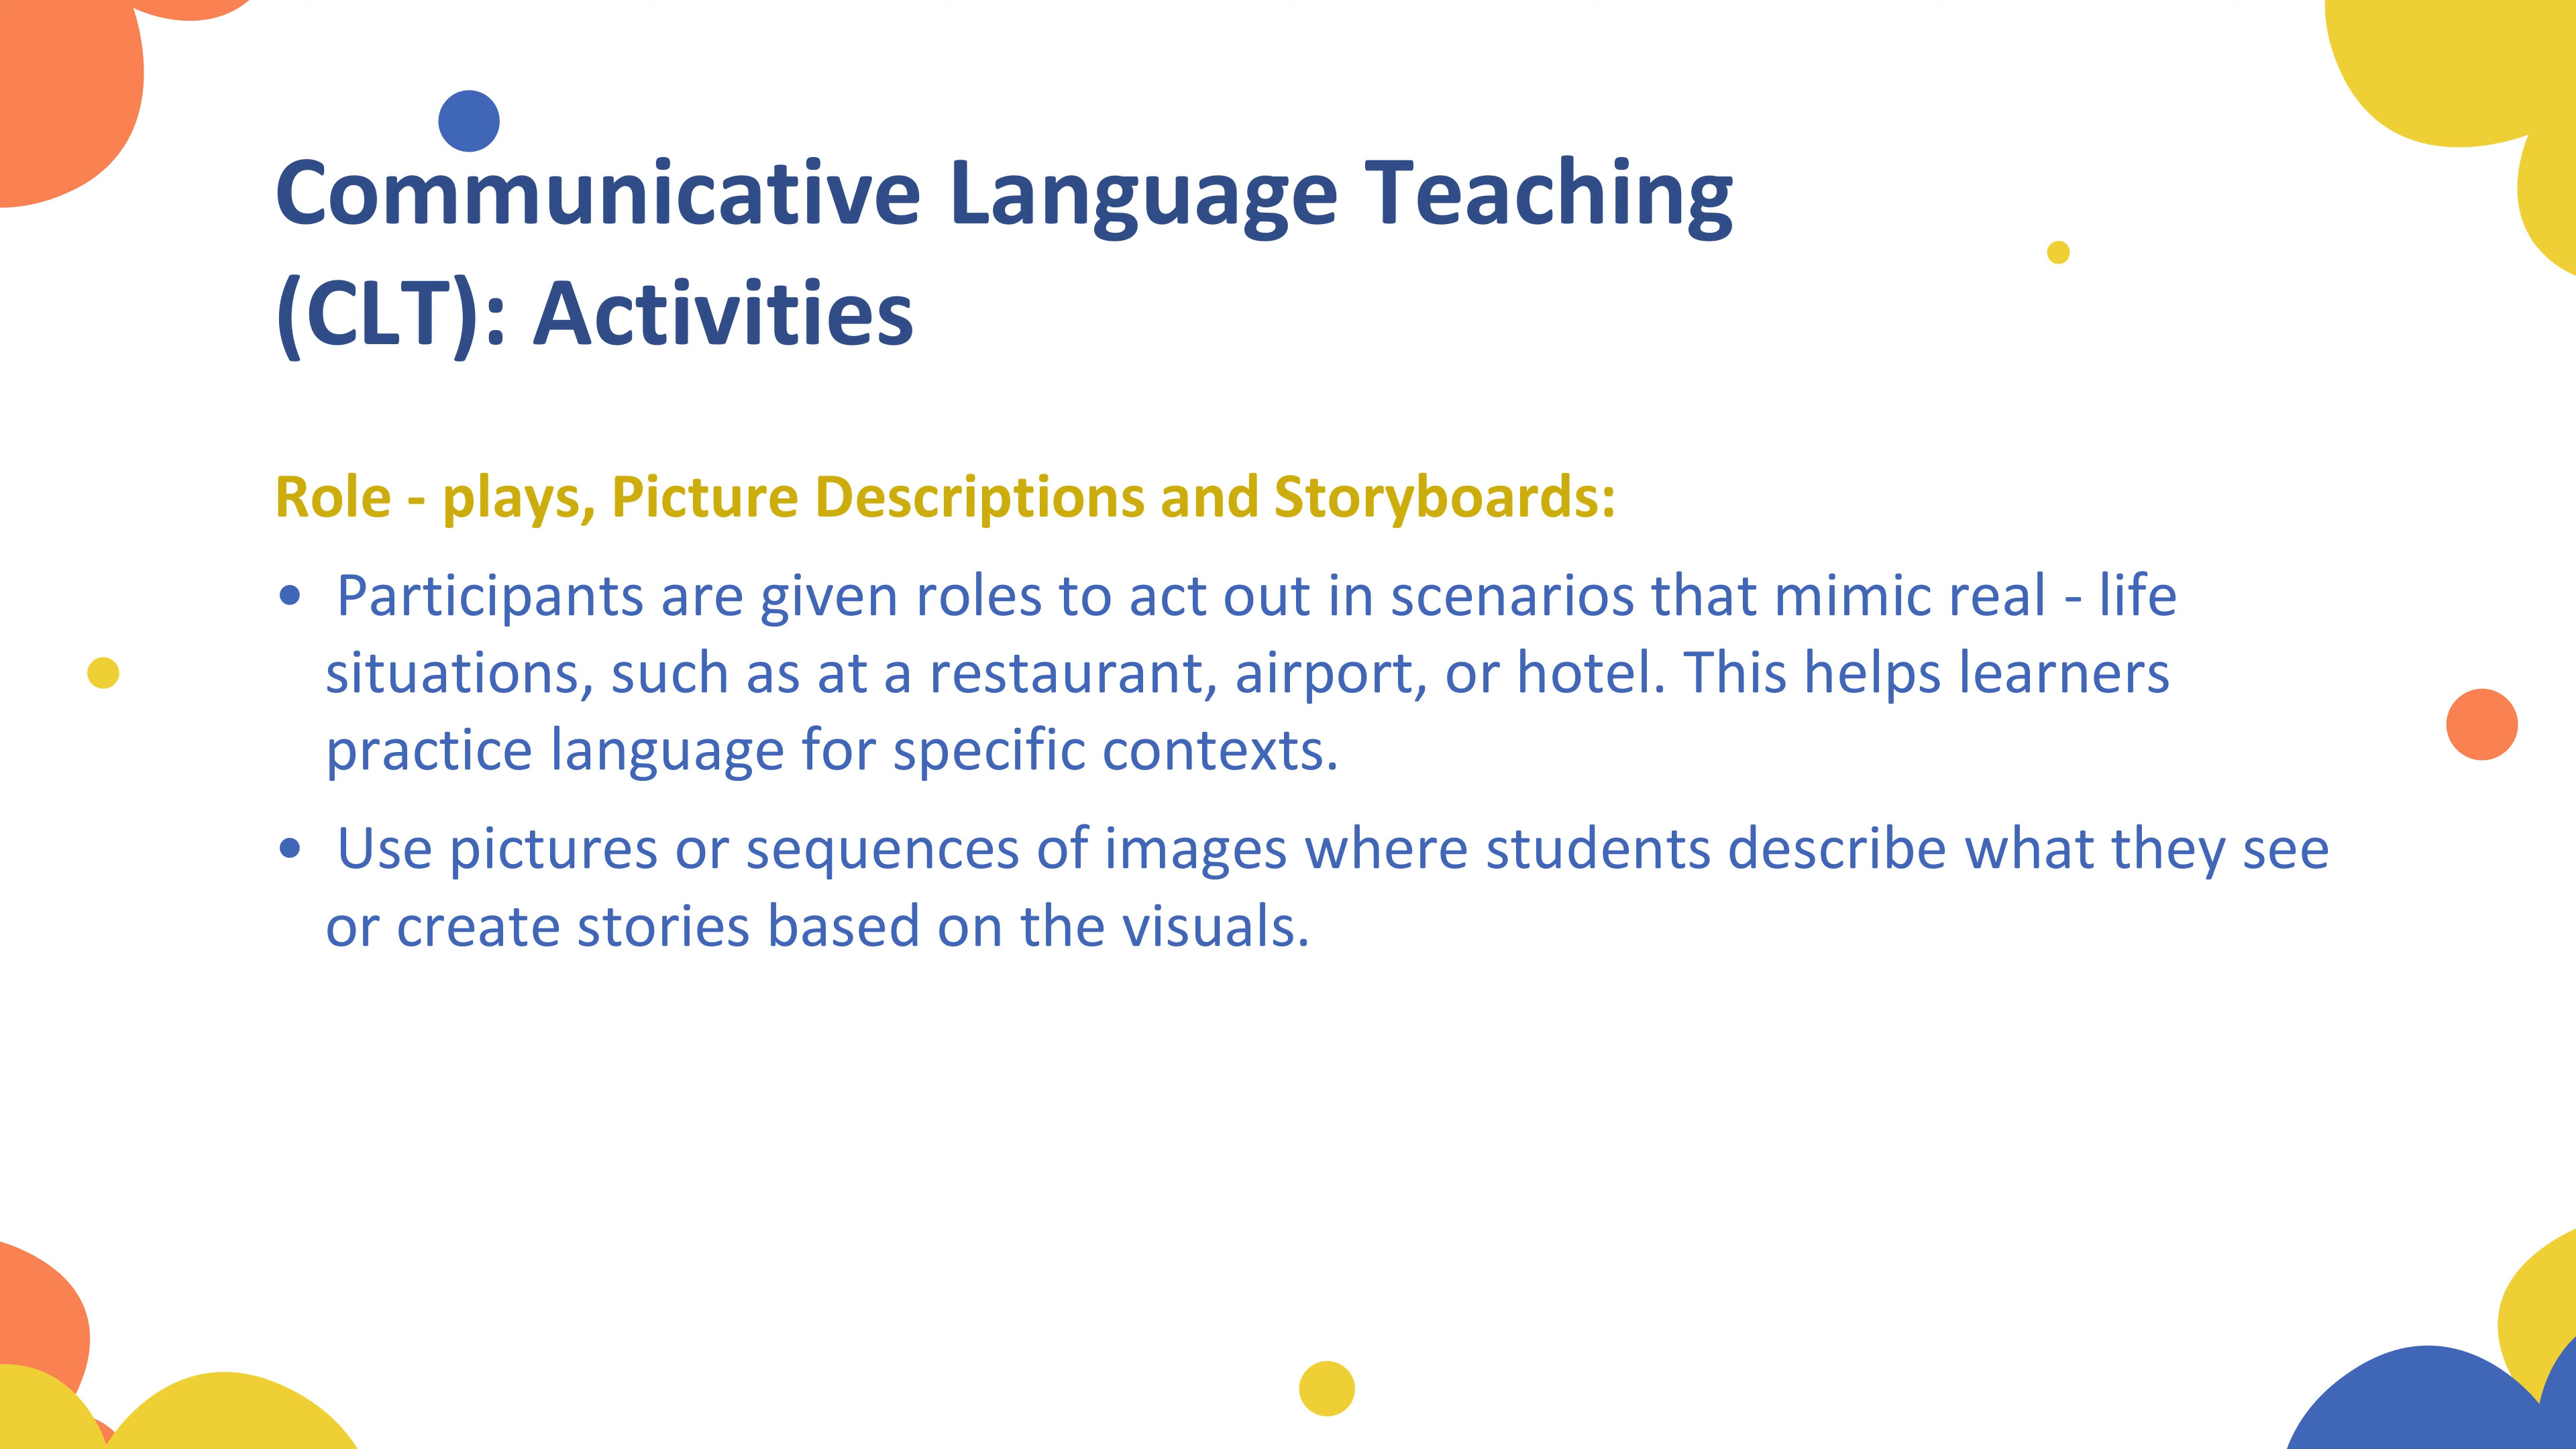 Communicative Language Teaching
(CLT): Activities
Role - plays, Picture Descriptions and Storyboards:
• Participants are given roles to act out in scenarios that mimic real - life
situations, such as at a restaurant, airport, or hotel. This helps learners
practice language for specific contexts.
• Use pictures or sequences of images where students describe what they see
or create stories based on the visuals.